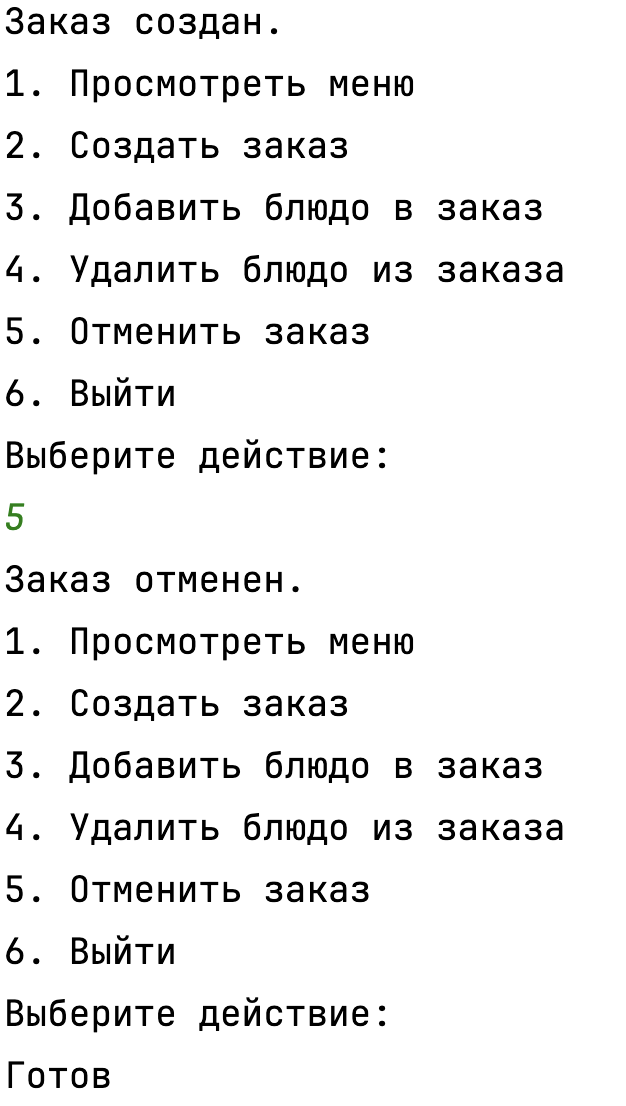 Заказ создан.
1. Просмотреть меню
2. Создать заказ
3. Добавить блюдо в заказ
4. Удалить блюдо из заказа
5. Отменить заказ
6. Выйти
Выберите действие:
5
Заказ отменен.
1. Просмотреть меню
2. Создать заказ
3. Добавить блюдо в заказ
4. Удалить блюдо из заказа
5. Отменить заказ
6. Выйти
Выберите действие:
Готов